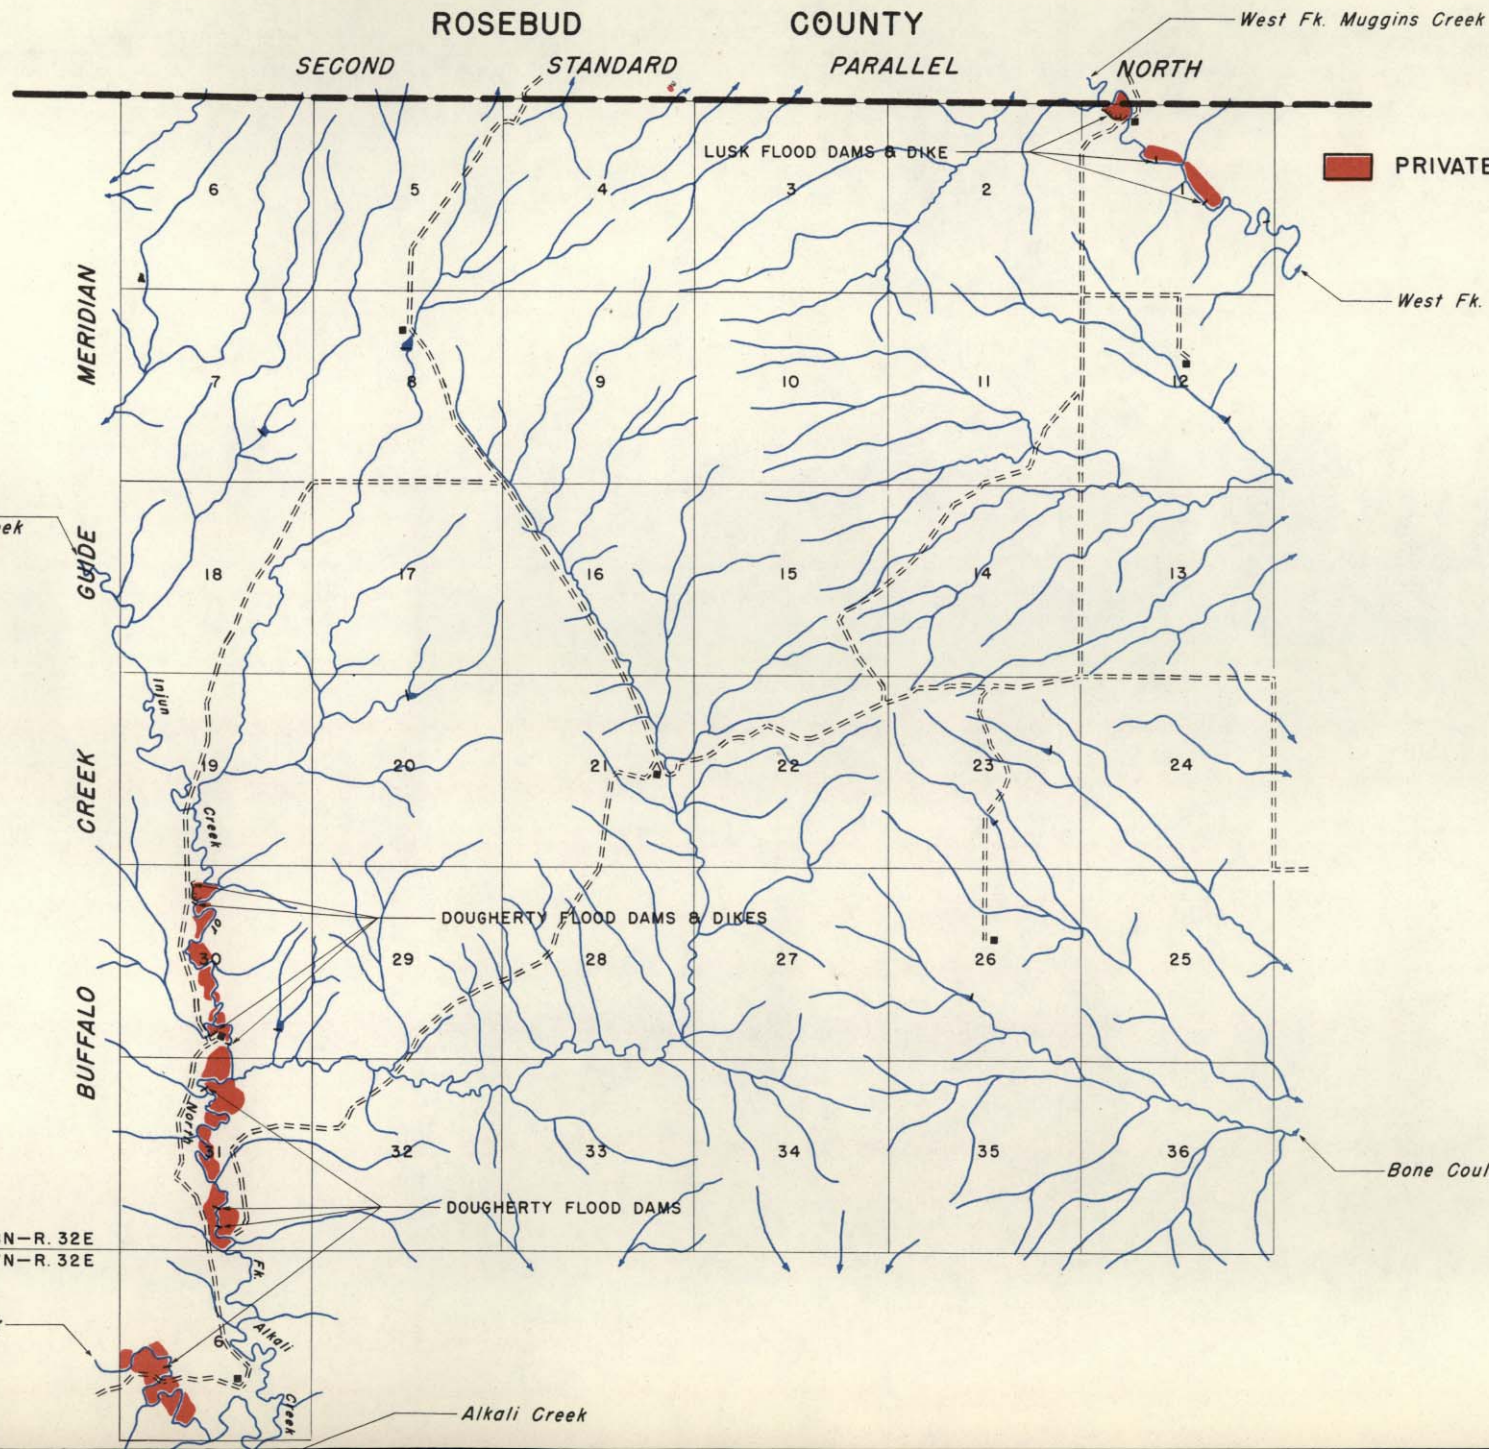 ROSEBUD COUNTY
West Fk. Muggins Creek
SECOND STANDARD PARALLEL NORTH
LUSK FLOOD DAMS & DIKE
PRIVATE
6 5 4 3 2 1
MERIDIAN
West Fk.
7 8 9 10 11 12
GUIDE
18 17 16 15 14 13
Injun
CREEK
19 20 21 22 23 24
Creek
DOUGHERTY FLOOD DAMS & DIKES
or
30 29 28 27 26 25
BUFFALO
North
31 32 33 34 35 36
Bone
DOUGHERTY FLOOD DAMS
N–R. 32E
N–R. 32E
Fk.
6
Alkali
Creek
Alkali Creek